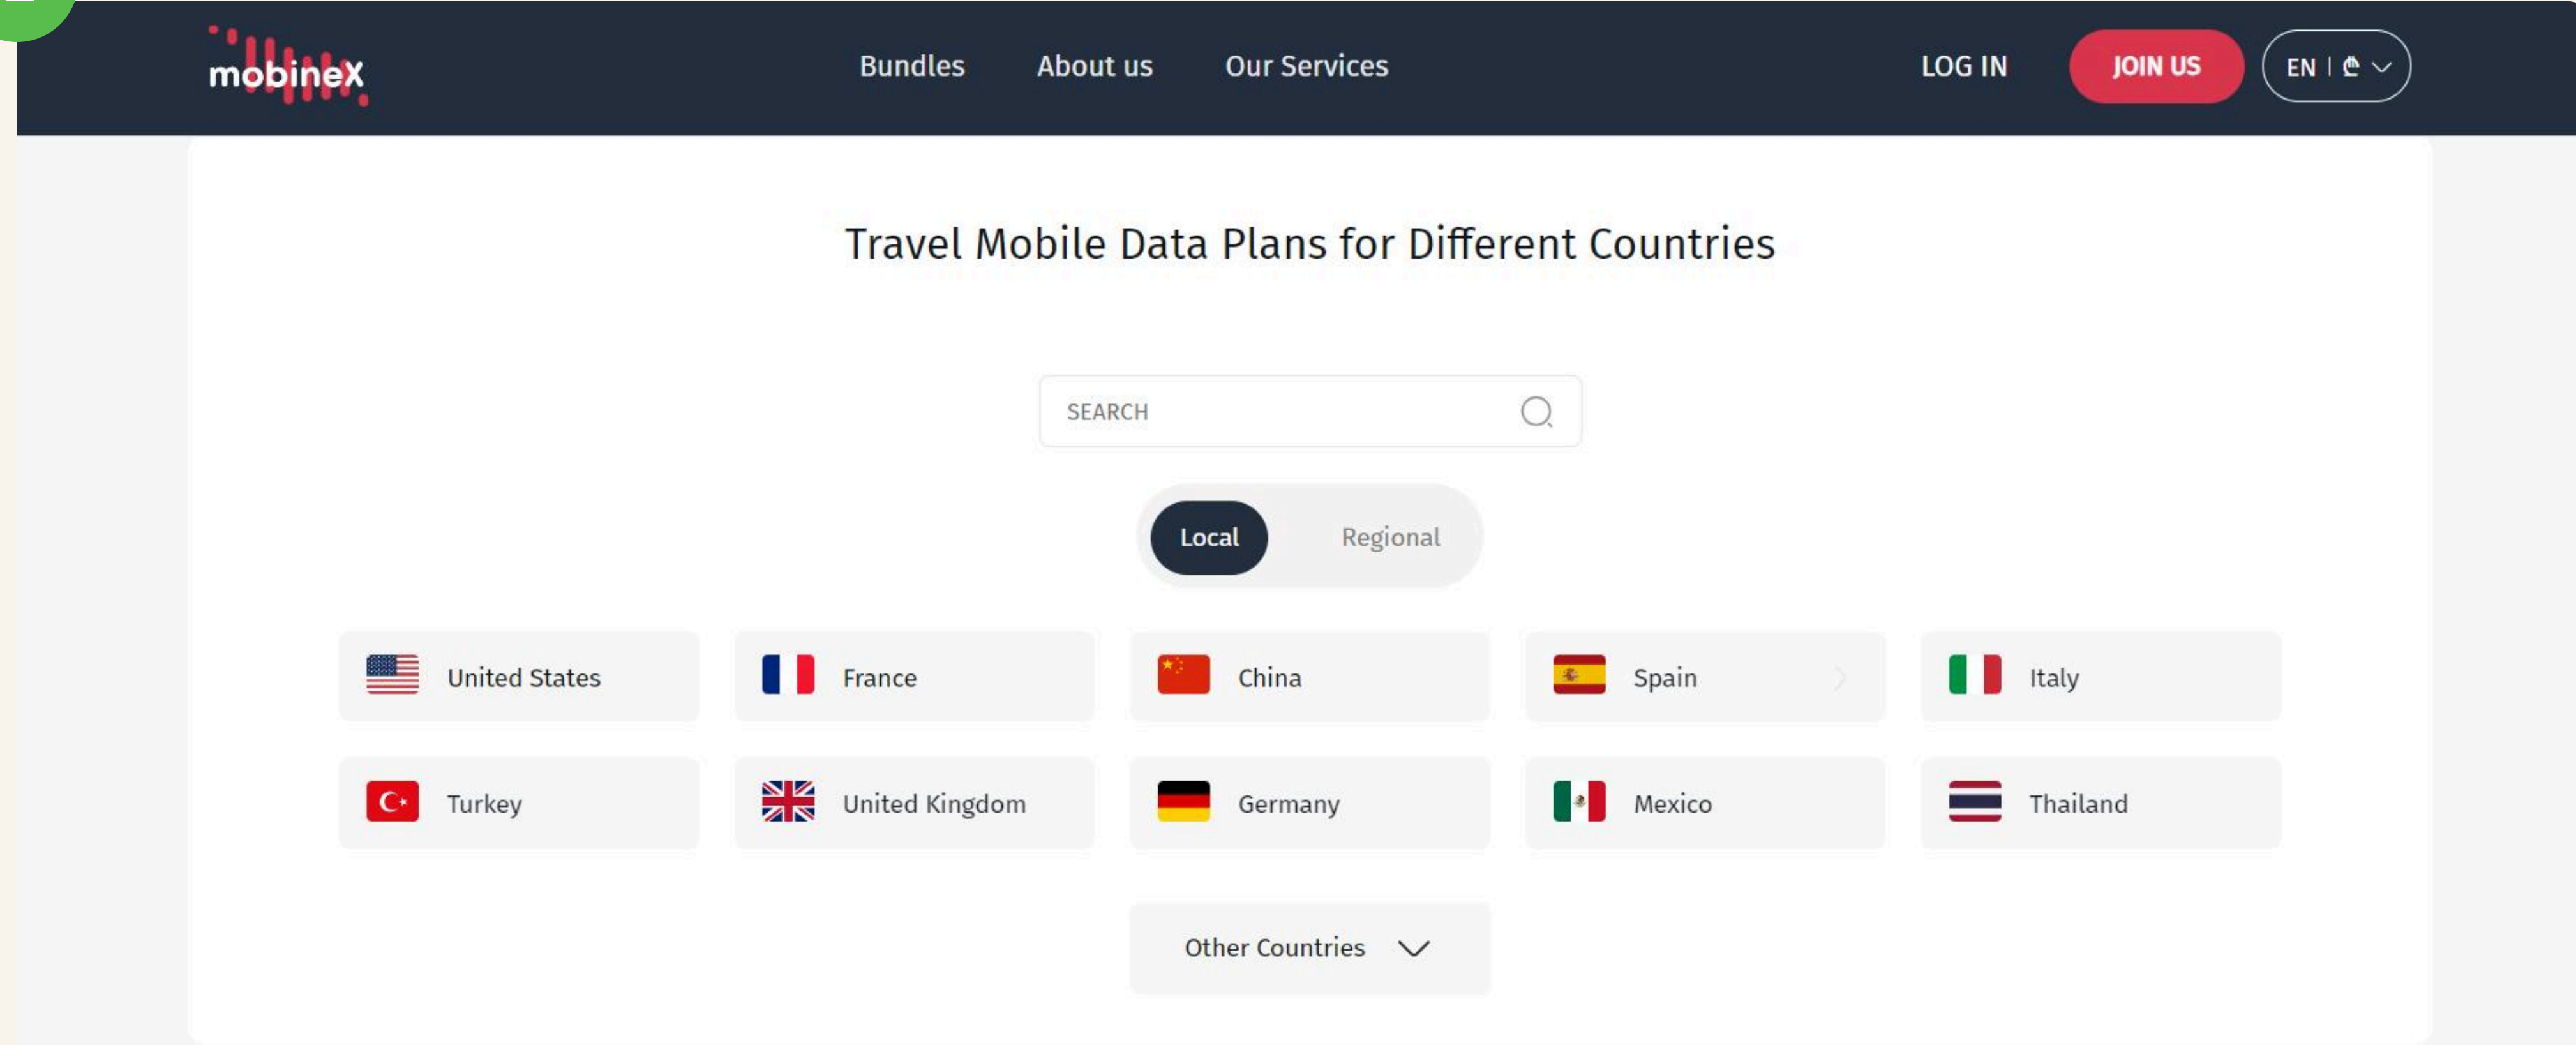 mobinex
Bundles About us Our Services LOG IN JOIN US EN | ₾
Travel Mobile Data Plans for Different Countries
SEARCH
Local Regional
United States France China Spain Italy
Turkey United Kingdom Germany Mexico Thailand
Other Countries